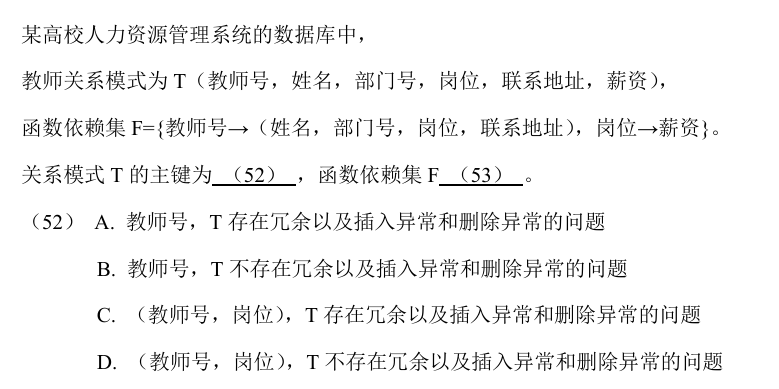 某高校人力资源管理系统的数据库中，
教师关系模式为 T（教师号，姓名，部门号，岗位，联系地址，薪资），
函数依赖集 F={教师号→（姓名，部门号，岗位，联系地址），岗位→薪资}。
关系模式 T 的主键为（52），函数依赖集 F（53）。
（52） A. 教师号，T 存在冗余以及插入异常和删除异常的问题
B. 教师号，T 不存在冗余以及插入异常和删除异常的问题
C. （教师号，岗位），T 存在冗余以及插入异常和删除异常的问题
D. （教师号，岗位），T 不存在冗余以及插入异常和删除异常的问题